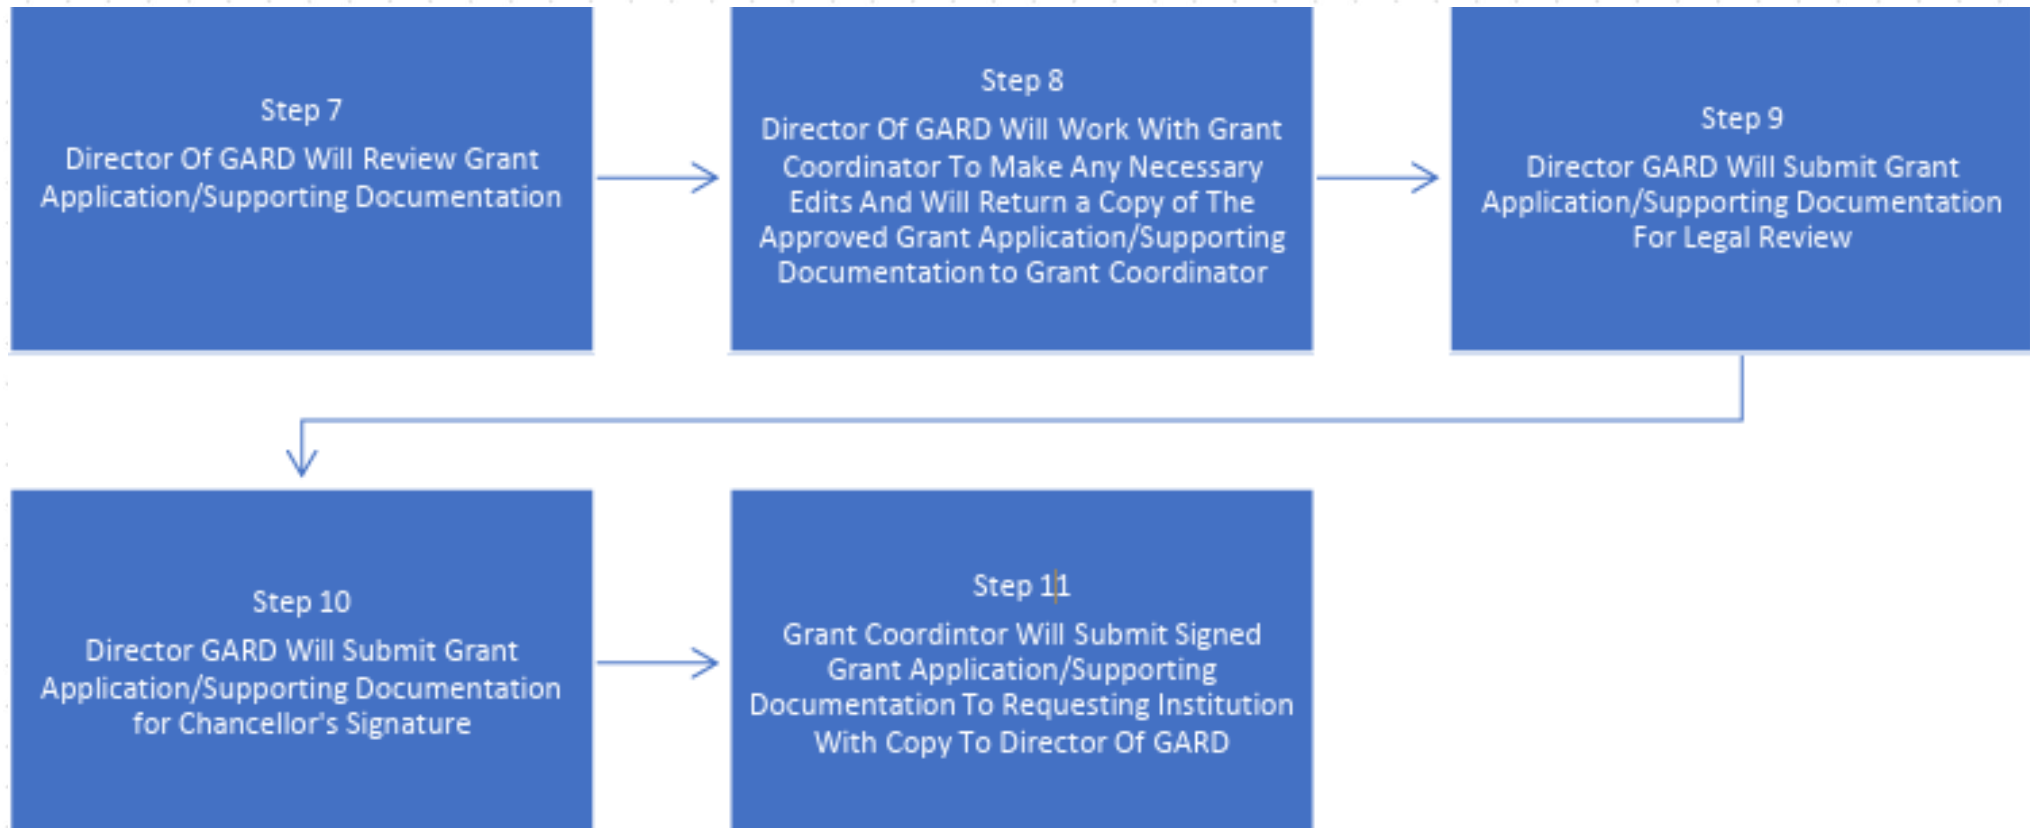 Step 7
Director Of GARD Will Review Grant
Application/Supporting Documentation
Step 8
Director Of GARD Will Work With Grant
Coordinator To Make Any Necessary
Edits And Will Return a Copy of The
Approved Grant Application/Supporting
Documentation to Grant Coordinator
Step 9
Director GARD Will Submit Grant
Application/Supporting Documentation
For Legal Review
Step 10
Director GARD Will Submit Grant
Application/Supporting Documentation
for Chancellor's Signature
Step 11
Grant Coordintor Will Submit Signed
Grant Application/Supporting
Documentation To Requesting Institution
With Copy To Director Of GARD